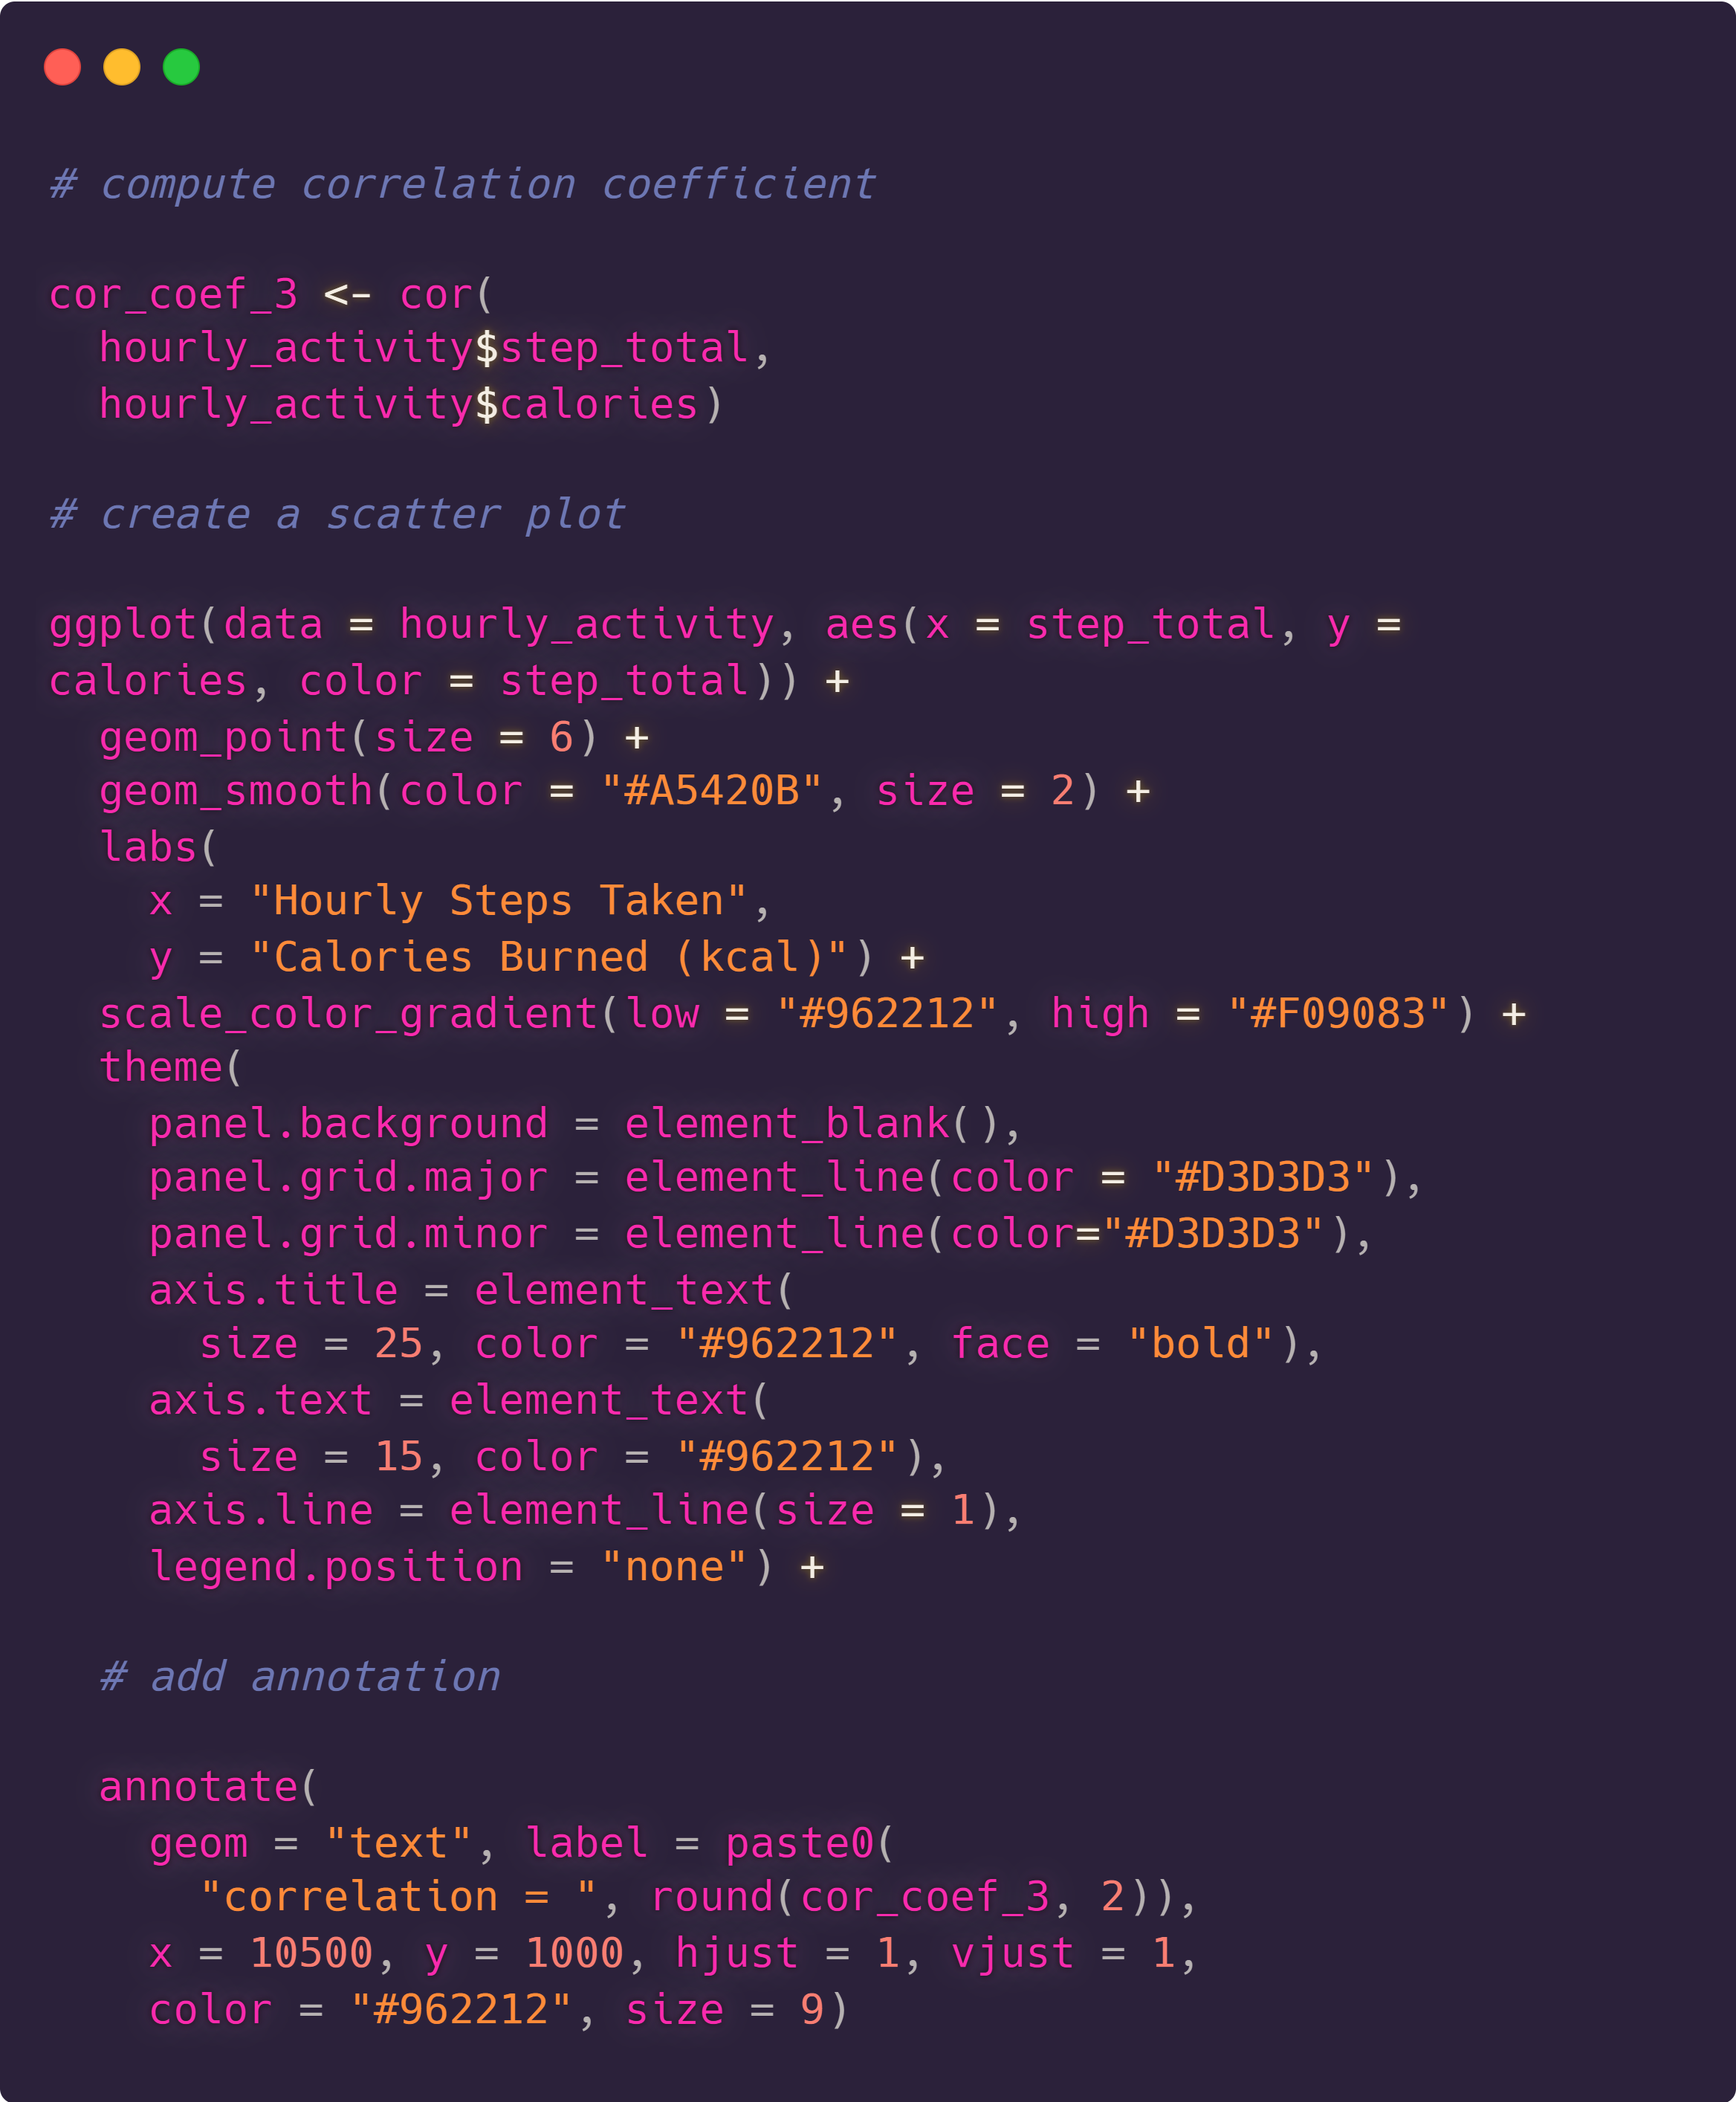 # compute correlation coefficient
cor_coef_3 <- cor(
  hourly_activity$step_total,
  hourly_activity$calories)
# create a scatter plot
ggplot(data = hourly_activity, aes(x = step_total, y =
calories, color = step_total)) +
  geom_point(size = 6) +
  geom_smooth(color = "#A5420B", size = 2) +
  labs(
    x = "Hourly Steps Taken",
    y = "Calories Burned (kcal)") +
  scale_color_gradient(low = "#962212", high = "#F09083") +
  theme(
    panel.background = element_blank(),
    panel.grid.major = element_line(color = "#D3D3D3"),
    panel.grid.minor = element_line(color="#D3D3D3"),
    axis.title = element_text(
      size = 25, color = "#962212", face = "bold"),
    axis.text = element_text(
      size = 15, color = "#962212"),
    axis.line = element_line(size = 1),
    legend.position = "none") +
  # add annotation
  annotate(
    geom = "text", label = paste0(
      "correlation = ", round(cor_coef_3, 2)),
    x = 10500, y = 1000, hjust = 1, vjust = 1,
    color = "#962212", size = 9)